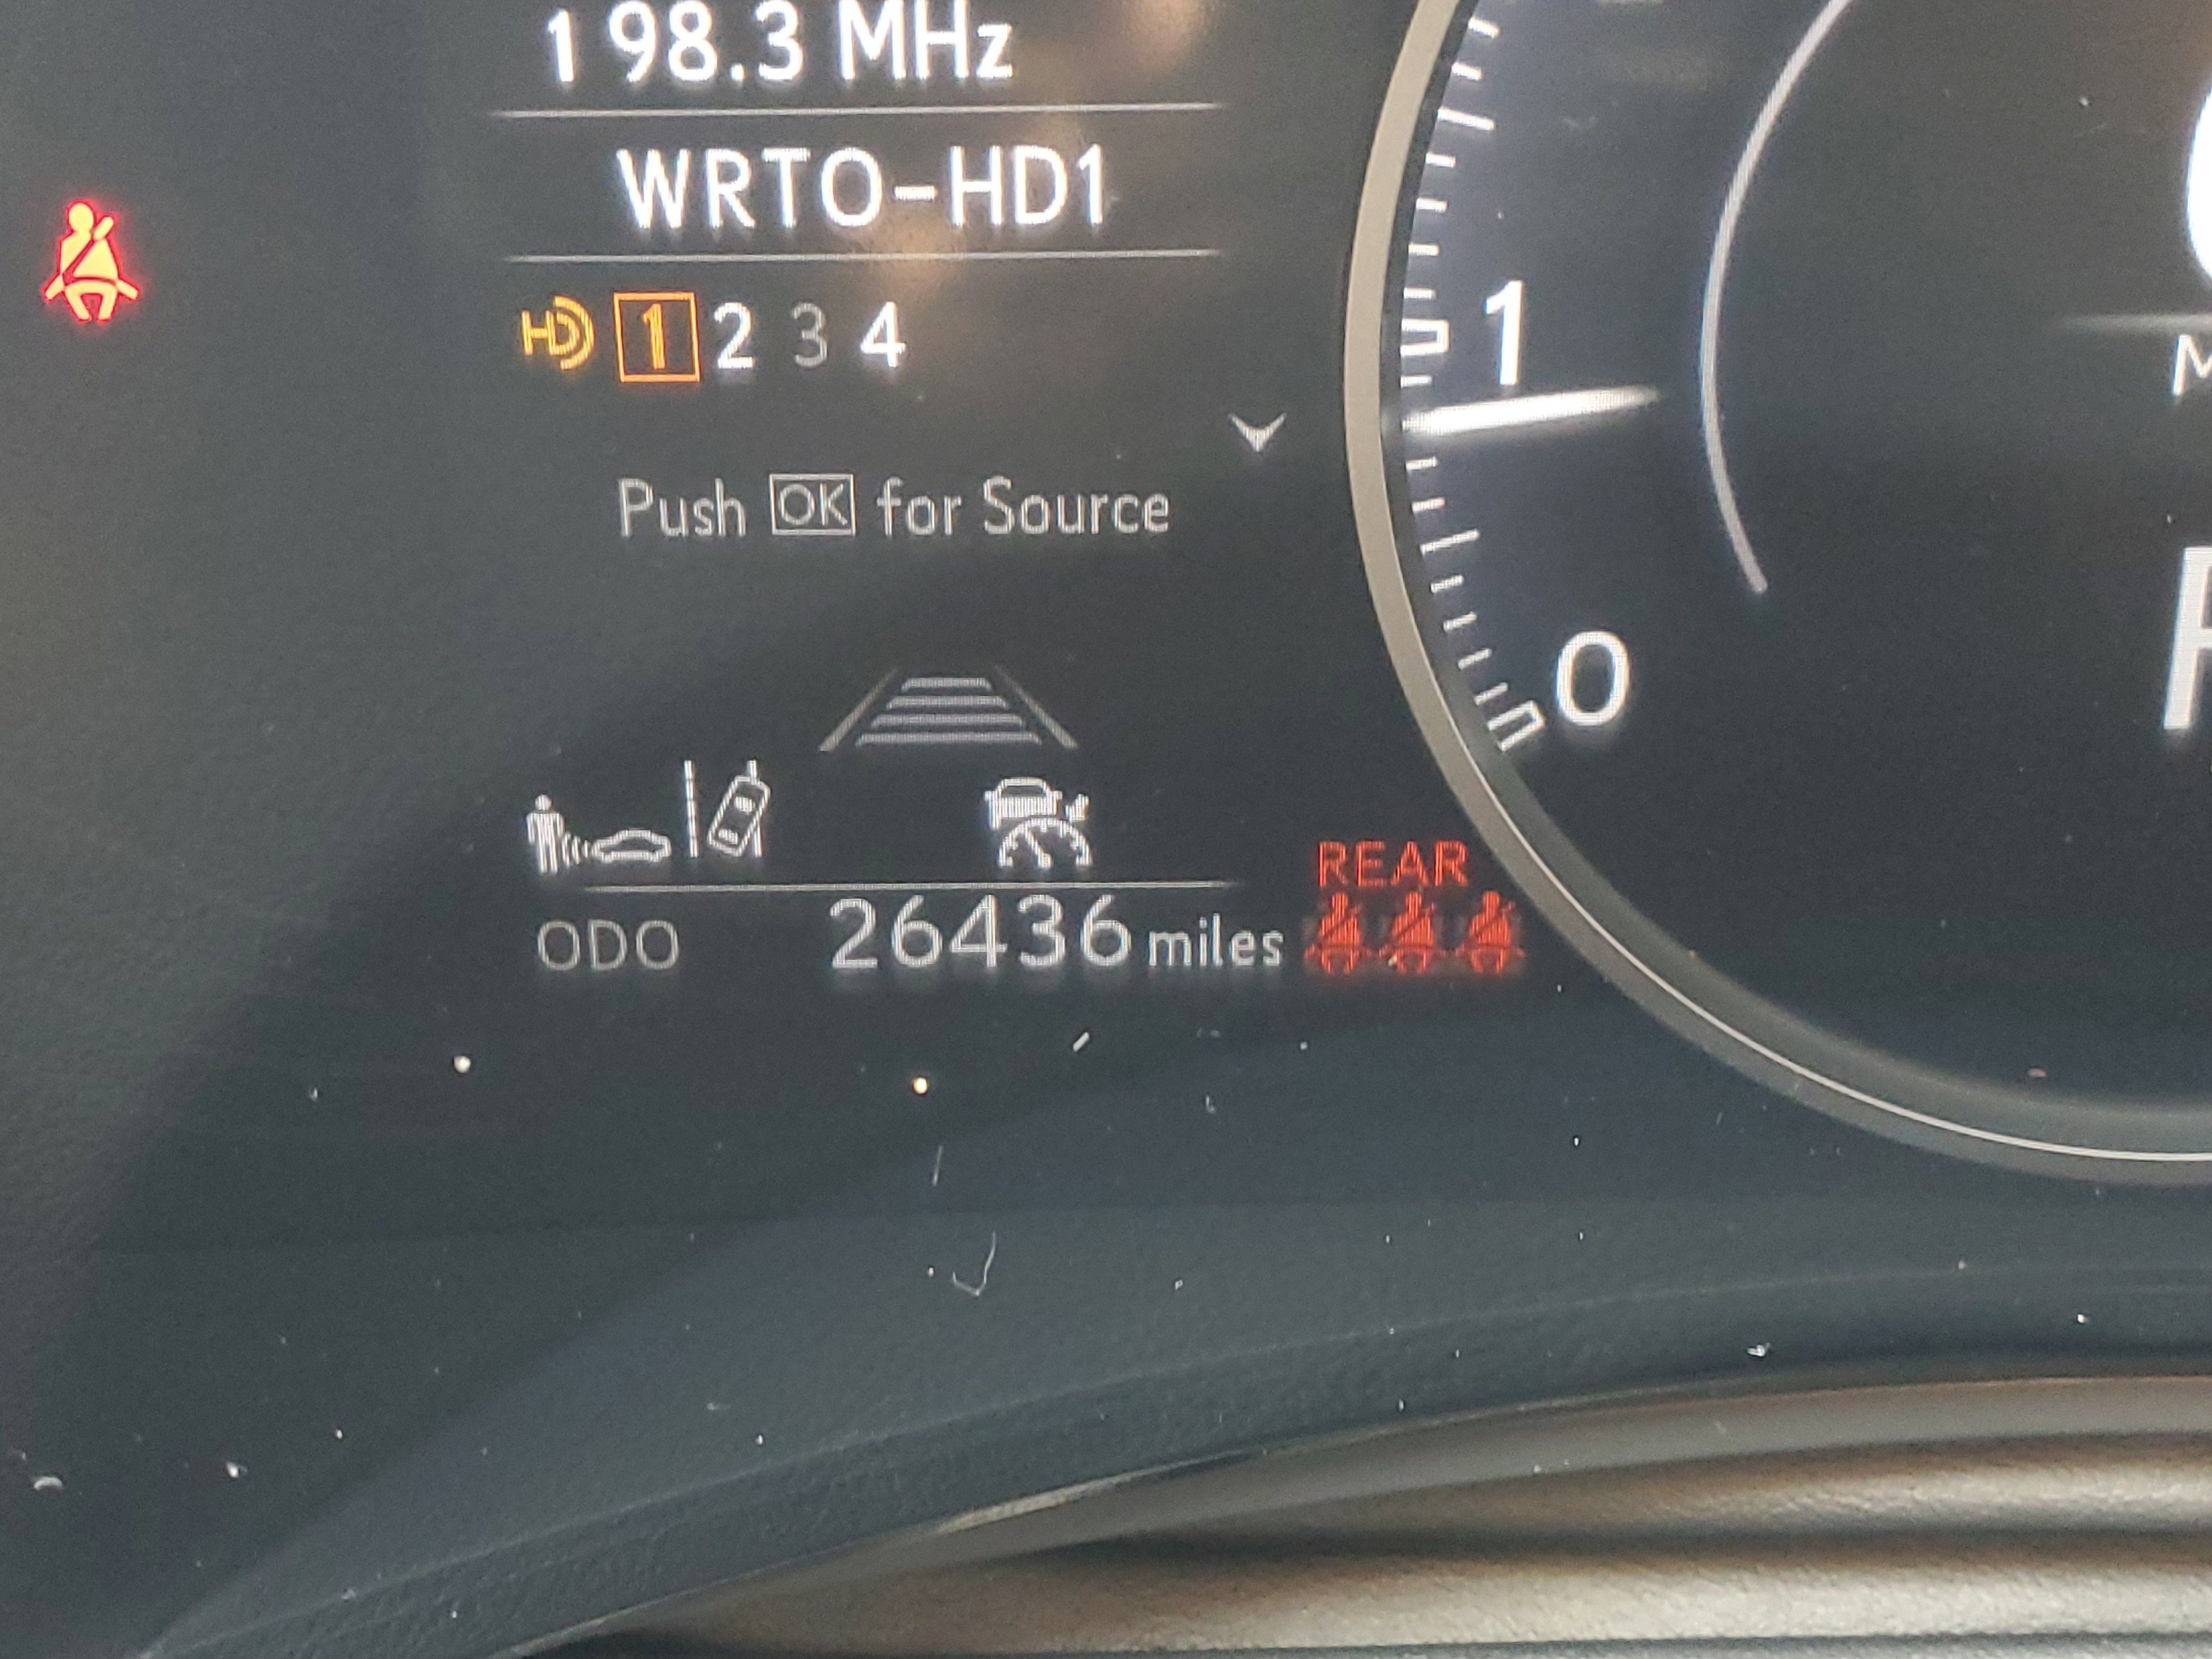 1 98.3 MHz
WRTO-HD1
HD 1 2 3 4
Push OK for Source
ODO 26436 miles
REAR
1
0